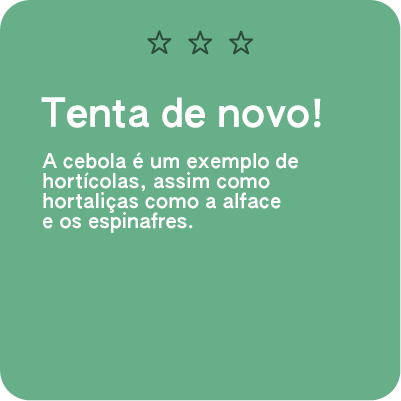 Tenta de novo!
A cebola é um exemplo de
hortícolas, assim como
hortaliças como a alface
e os espinafres.